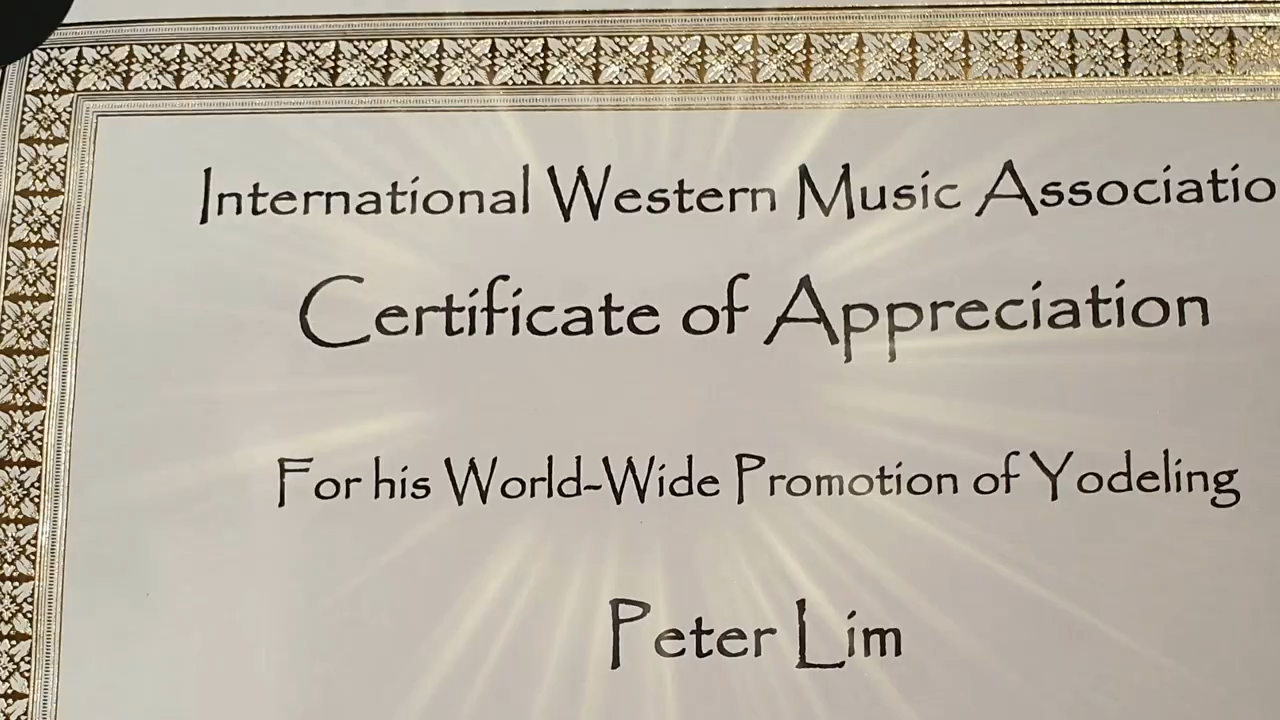 International Western Music Associatio
Certificate of Appreciation
For his World-Wide Promotion of Yodeling
Peter Lim